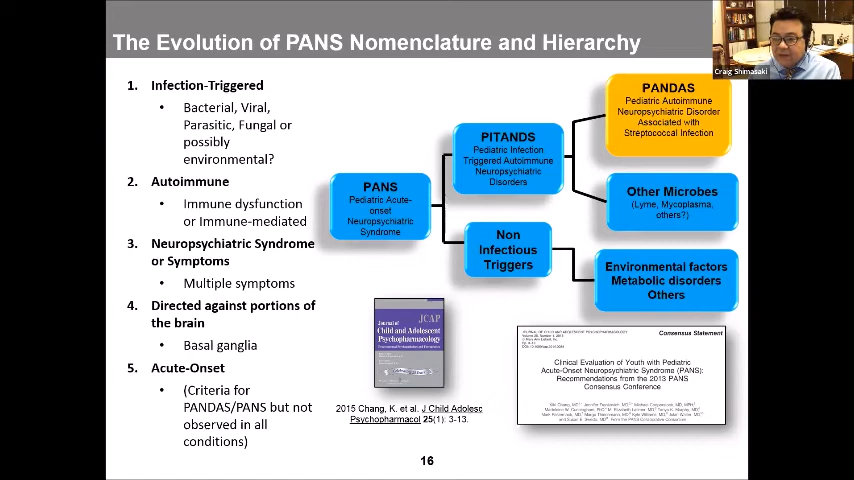 The Evolution of PANS Nomenclature and Hierarchy
Craig Shimasaki
1. Infection-Triggered
• Bacterial, Viral,
Parasitic, Fungal or
possibly
environmental?
2. Autoimmune
• Immune dysfunction
or Immune-mediated
3. Neuropsychiatric Syndrome
or Symptoms
• Multiple symptoms
4. Directed against portions of
the brain
• Basal ganglia
5. Acute-Onset
• (Criteria for
PANDAS/PANS but not
observed in all
conditions)
PANS
Pediatric Acute-
onset
Neuropsychiatric
Syndrome
PITANDS
Pediatric Infection
Triggered Autoimmune
Neuropsychiatric
Disorders
Non
Infectious
Triggers
PANDAS
Pediatric Autoimmune
Neuropsychiatric Disorder
Associated with
Streptococcal Infection
Other Microbes
(Lyme, Mycoplasma,
others?)
Environmental factors
Metabolic disorders
Others
JCAP
Journal of
Child and Adolescent
Psychopharmacology
2015 Chang, K. et al. J Child Adolesc
Psychopharmacol 25(1): 3-13.
Consensus Statement
Clinical Evaluation of Youth with Pediatric
Acute-Onset Neuropsychiatric Syndrome (PANS):
Recommendations from the 2013 PANS
Consensus Conference
16